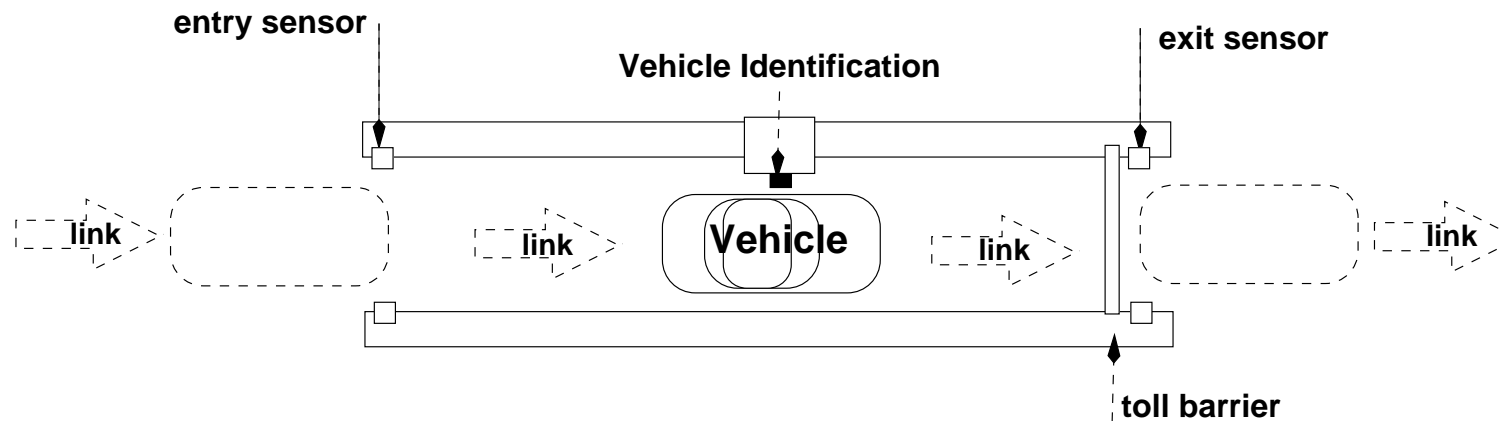 entry sensor
Vehicle Identification
exit sensor
link
link
Vehicle
link
link
toll barrier